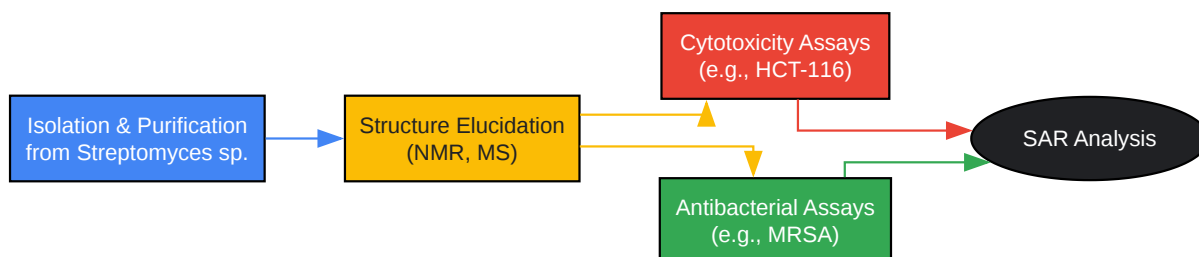 Isolation & Purification
from Streptomyces sp.
Structure Elucidation
(NMR, MS)
Cytotoxicity Assays
(e.g., HCT-116)
Antibacterial Assays
(e.g., MRSA)
SAR Analysis